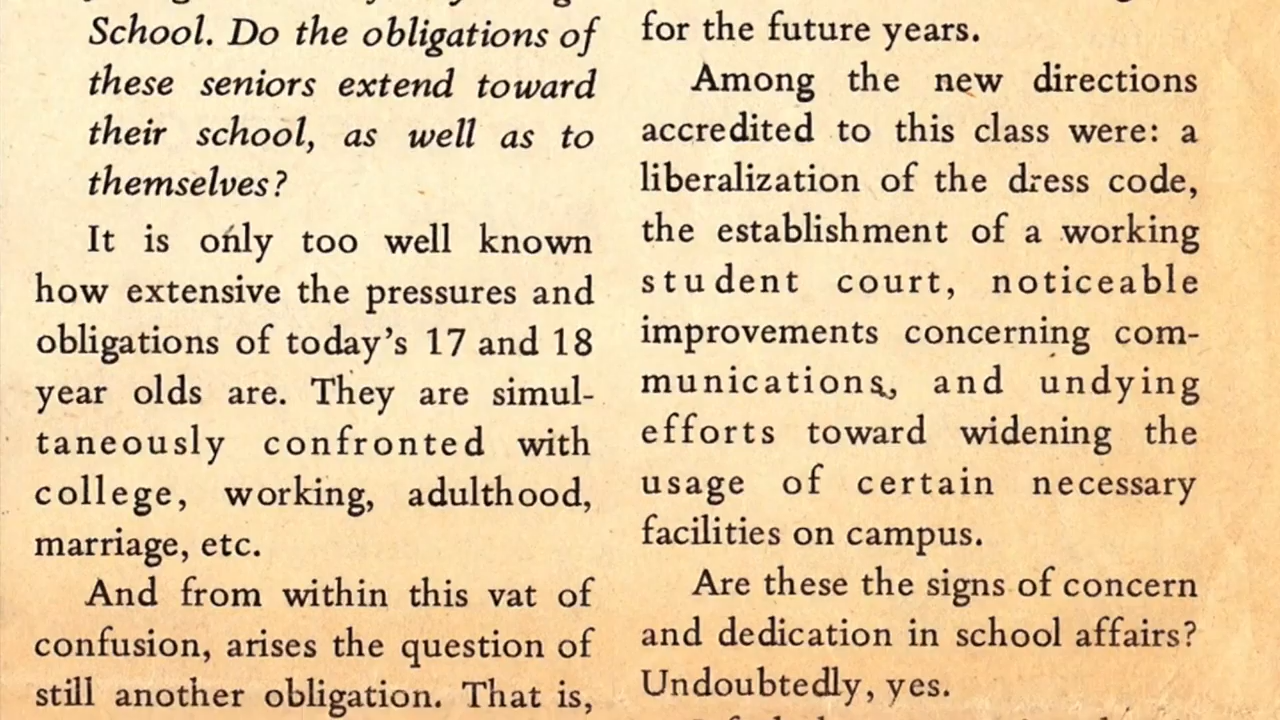 School. Do the obligations of
these seniors extend toward
their school, as well as to
themselves?
It is only too well known
how extensive the pressures and
obligations of today's 17 and 18
year olds are. They are simul-
taneously confronted with
college, working, adulthood,
marriage, etc.
And from within this vat of
confusion, arises the question of
still another obligation. That is,
for the future years.
Among the new directions
accredited to this class were: a
liberalization of the dress code,
the establishment of a working
student court, noticeable
improvements concerning com-
munications, and undying
efforts toward widening the
usage of certain necessary
facilities on campus.
Are these the signs of concern
and dedication in school affairs?
Undoubtedly, yes.